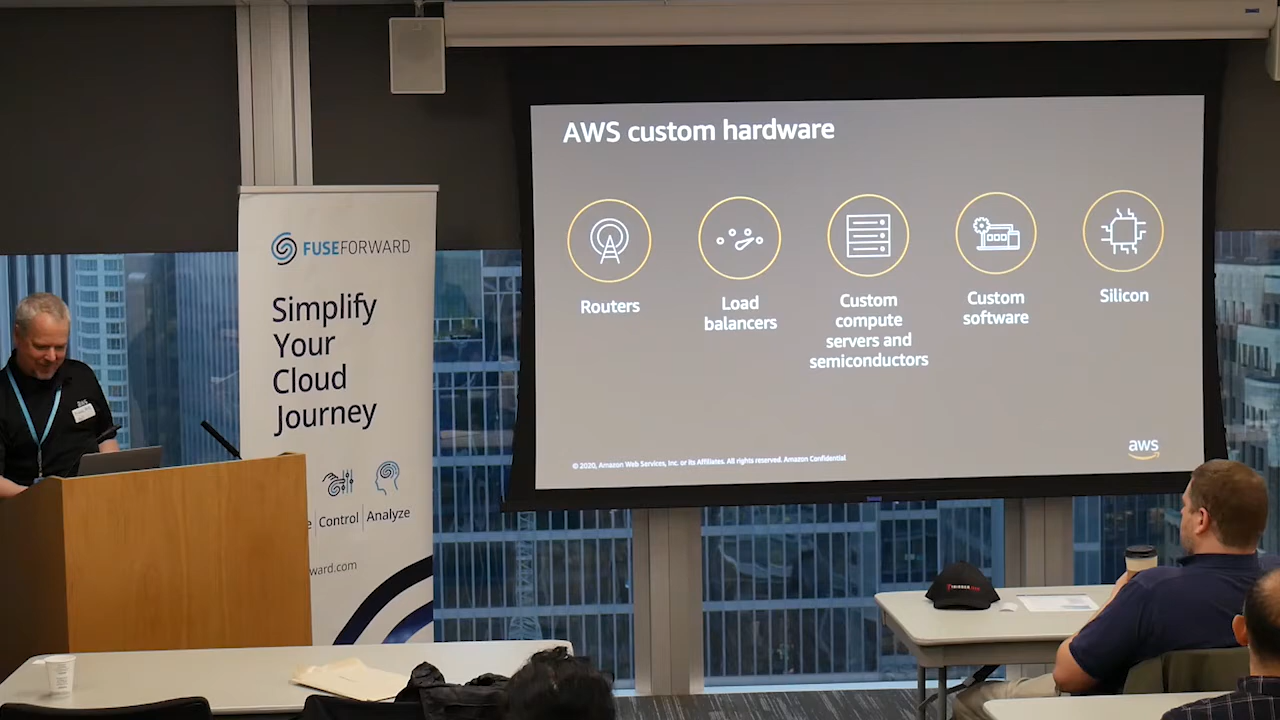 AWS custom hardware
Routers
Load
balancers
Custom
compute
servers and
semiconductors
Custom
software
Silicon
© 2020, Amazon Web Services, Inc. or its Affiliates. All rights reserved. Amazon Confidential
aws
FUSEFORWARD
Simplify
Your
Cloud
Journey
e | Control | Analyze
ward.com